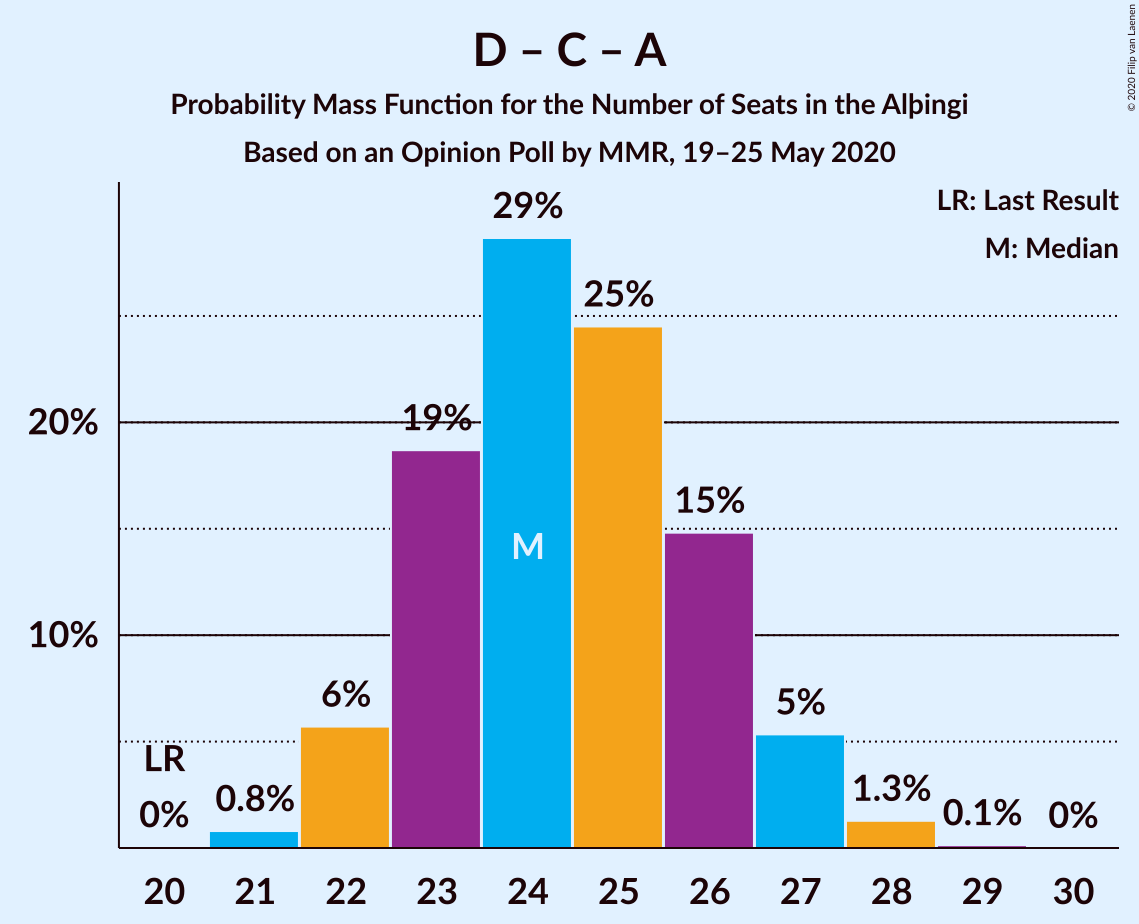 D – C – A
Probability Mass Function for the Number of Seats in the Alþingi
Based on an Opinion Poll by MMR, 19–25 May 2020
© 2020 Filip van Laenen
LR: Last Result
M: Median
29%
25%
20%
19%
15%
M
10%
6%
5%
LR
0%
0.8%
1.3%
0.1%
0%
20 21 22 23 24 25 26 27 28 29 30